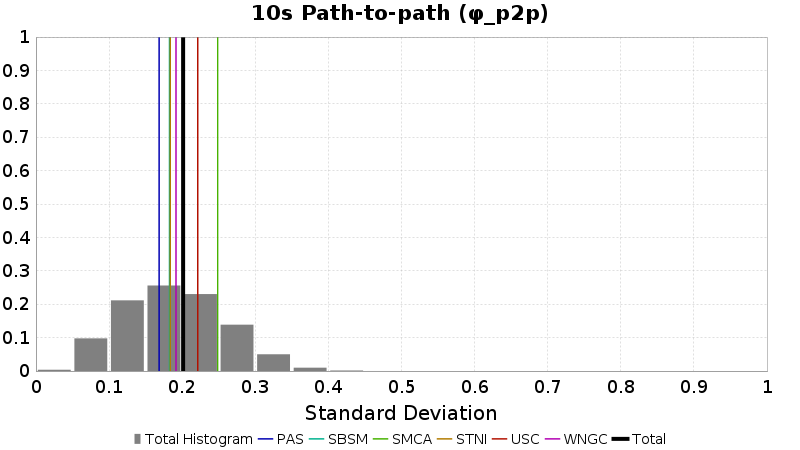 10s Path-to-path (φ_p2p)
1
0.9
0.8
0.7
0.6
0.5
0.4
0.3
0.2
0.1
0
0 0.1 0.2 0.3 0.4 0.5 0.6 0.7 0.8 0.9 1
Standard Deviation
Total Histogram PAS SBSM SMCA STNI USC WNGC Total